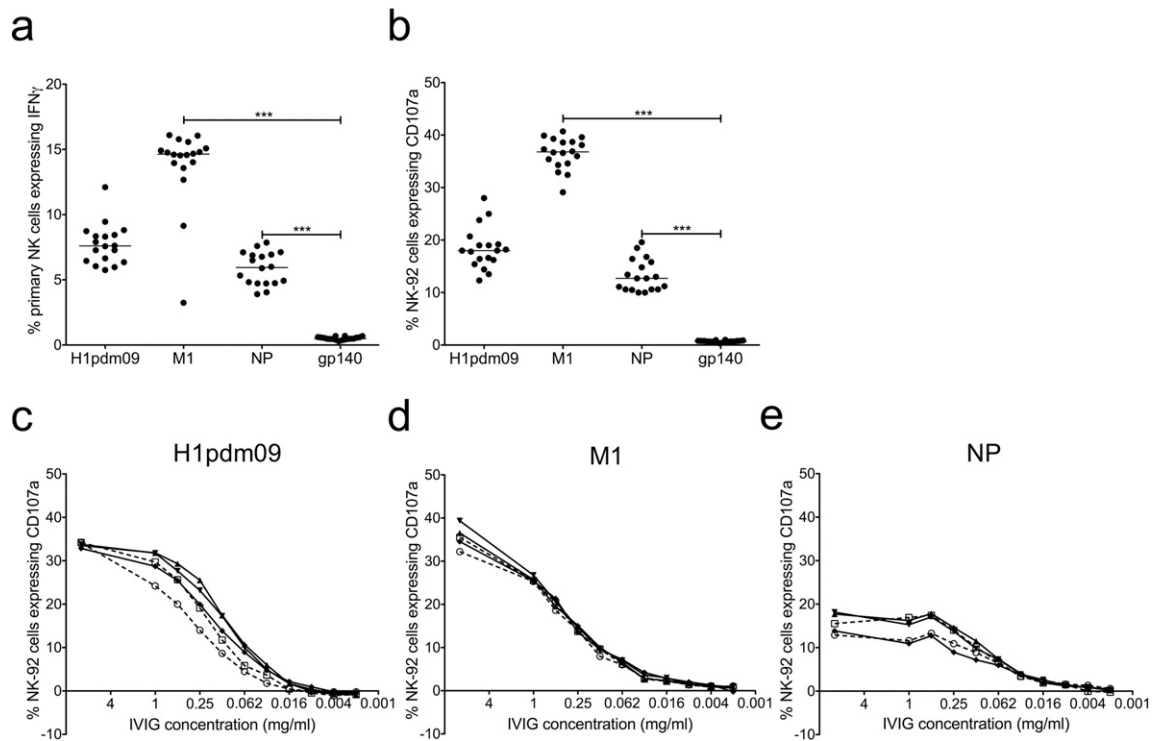 a
% primary NK cells expressing IFNγ
20
15
10
5
0
***
***
H1pdm09 M1 NP gp140
b
% NK-92 cells expressing CD107a
50
40
30
20
10
0
***
***
H1pdm09 M1 NP gp140
c
H1pdm09
% NK-92 cells expressing CD107a
50
40
30
20
10
0
-10
4 1 0.25 0.062 0.016 0.004 0.001
IVIG concentration (mg/ml)
d
M1
% NK-92 cells expressing CD107a
50
40
30
20
10
0
-10
4 1 0.25 0.062 0.016 0.004 0.001
IVIG concentration (mg/ml)
e
NP
% NK-92 cells expressing CD107a
50
40
30
20
10
0
-10
4 1 0.25 0.062 0.016 0.004 0.001
IVIG concentration (mg/ml)